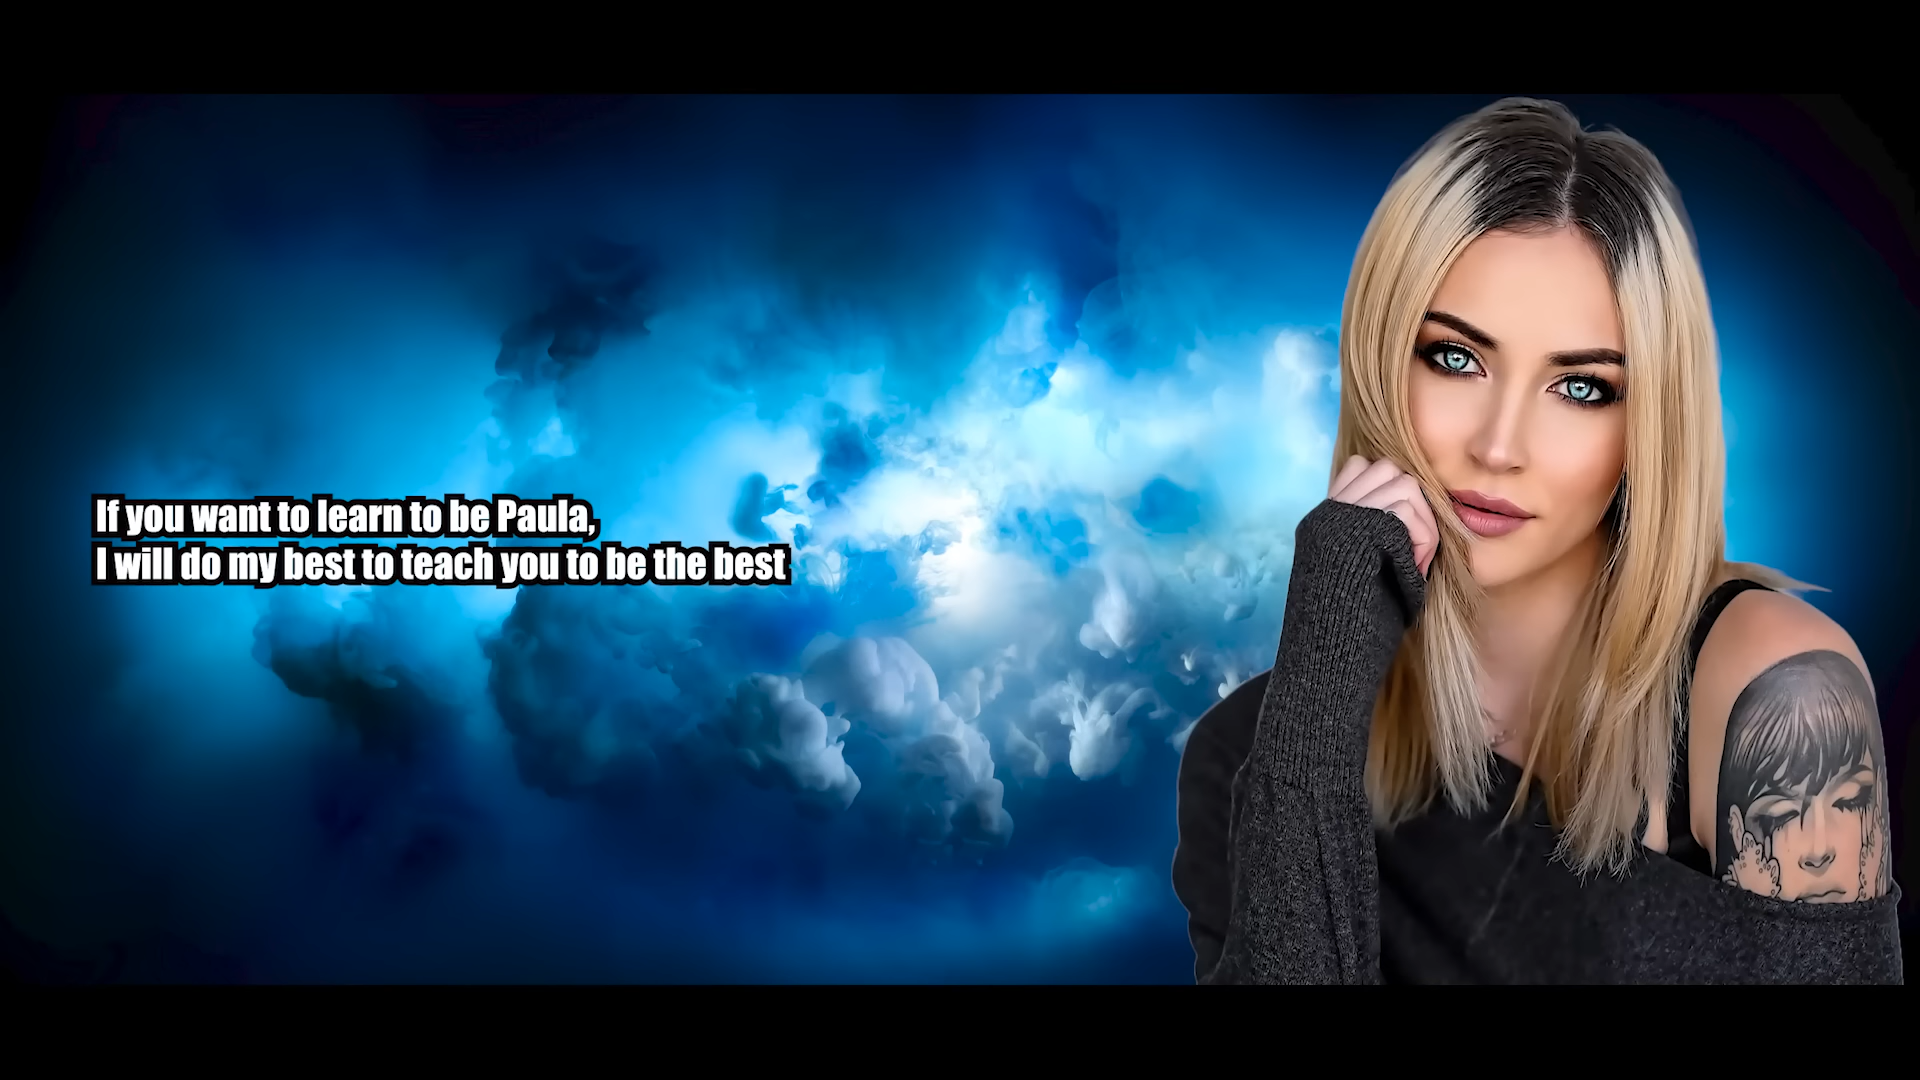 If you want to learn to be Paula,
I will do my best to teach you to be the best